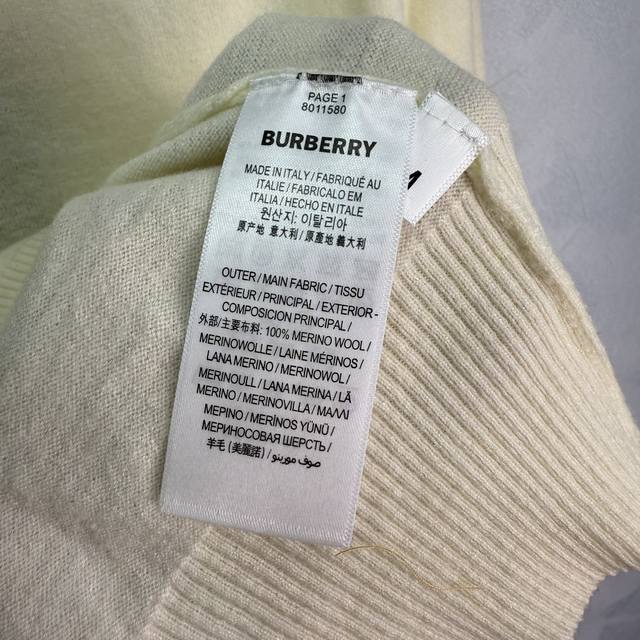 PAGE 1
8011580
BURBERRY
MADE IN ITALY / FABRIQUÉ AU
ITALIE / FABRICALO EM
ITALIA / HECHO EN ITALE
원산지: 이탈리아
原产地 意大利 / 原產地 義大利
OUTER / MAIN FABRIC / TISSU
EXTÉRIEUR / PRINCIPAL / EXTERIOR -
COMPOSICION PRINCIPAL /
外部/主要布料: 100% MERINO WOOL /
MERINOWOLLE / LAINE MÉRINOS /
LANA MERINO / MERINOWOL /
MERINOULL / LANA MERINA / LÃ
MERINO / MERINOVILLA / ΜΑΛΛΙ
ΜΕΡΙΝΟ / MERİNOS YÜNÜ /
МЕРИНОСОВАЯ ШЕРСТЬ /
羊毛 (美麗諾) / صوف مورينو